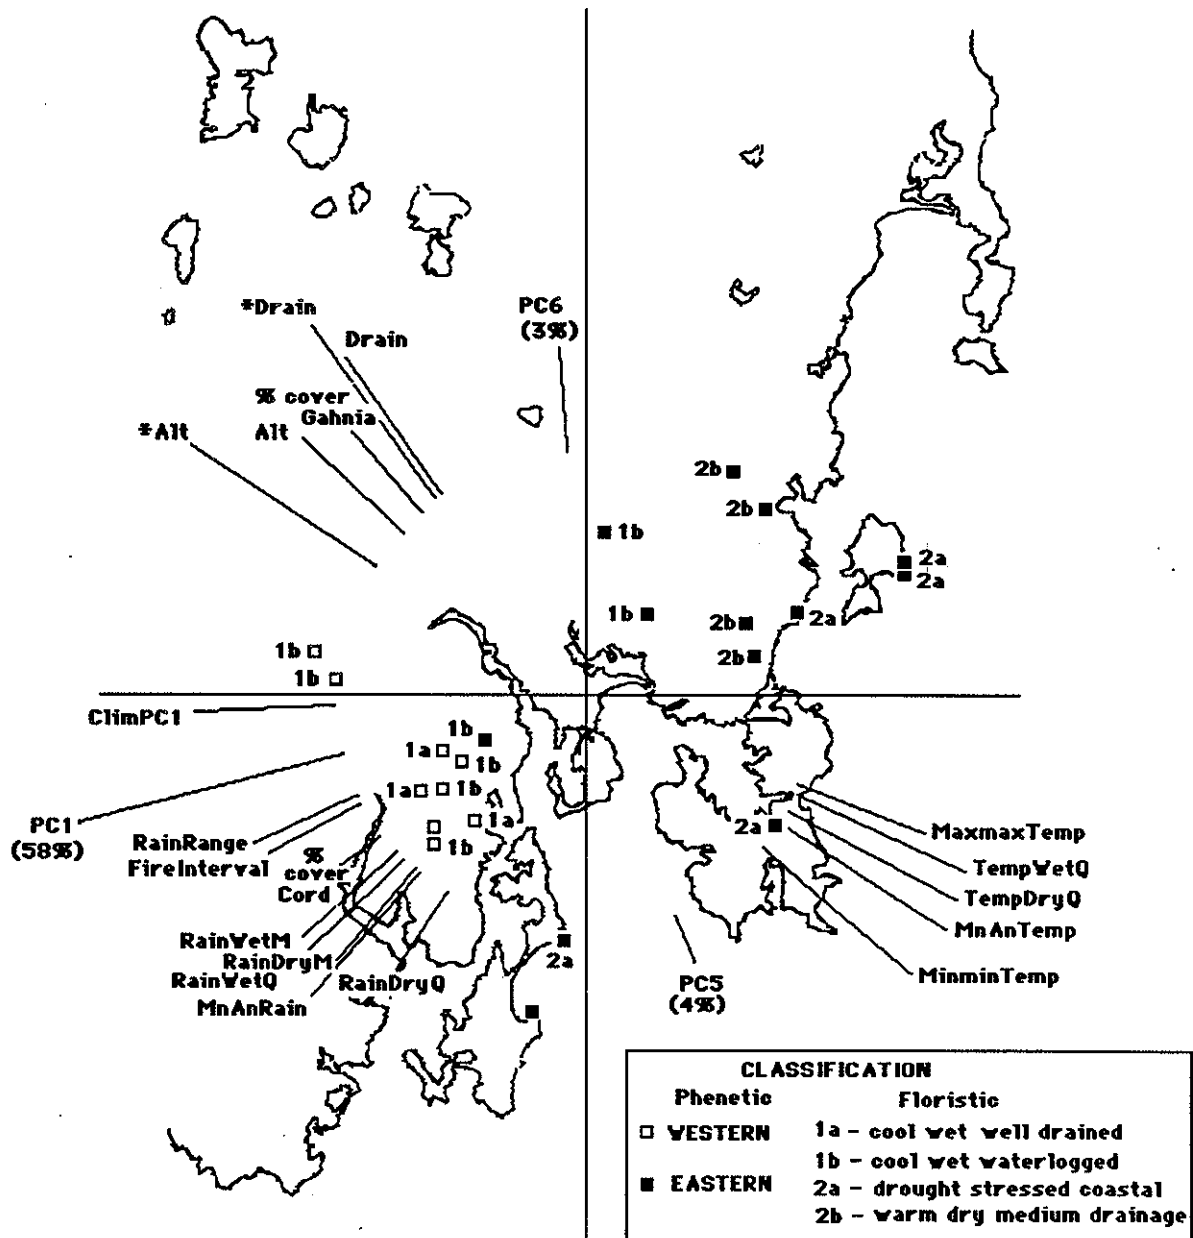 *Drain
PC6
(3%)
Drain
% cover
Gahnia
*Alt
Alt
2b
2b
1b
2a
2a
1b
2b
2a
2b
1b
1b
ClimPC1
1b
1a
1b
1a
1b
1a
1b
PC1
(58%)
RainRange
FireInterval
%
cover
Cord
2a
MaxmaxTemp
TempWetQ
TempDryQ
MnAnTemp
MinminTemp
RainWetM
RainDryM
RainWetQ
RainDryQ
MnAnRain
2a
PC5
(4%)
CLASSIFICATION
Phenetic Floristic
WESTERN 1a - cool wet well drained
1b - cool wet waterlogged
EASTERN 2a - drought stressed coastal
2b - warm dry medium drainage